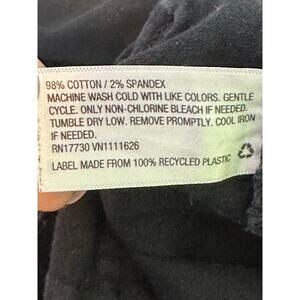 98% COTTON / 2% SPANDEX
MACHINE WASH COLD WITH LIKE COLORS. GENTLE
CYCLE. ONLY NON-CHLORINE BLEACH IF NEEDED.
TUMBLE DRY LOW. REMOVE PROMPTLY. COOL IRON
IF NEEDED.
RN17730 VN1111626
LABEL MADE FROM 100% RECYCLED PLASTIC